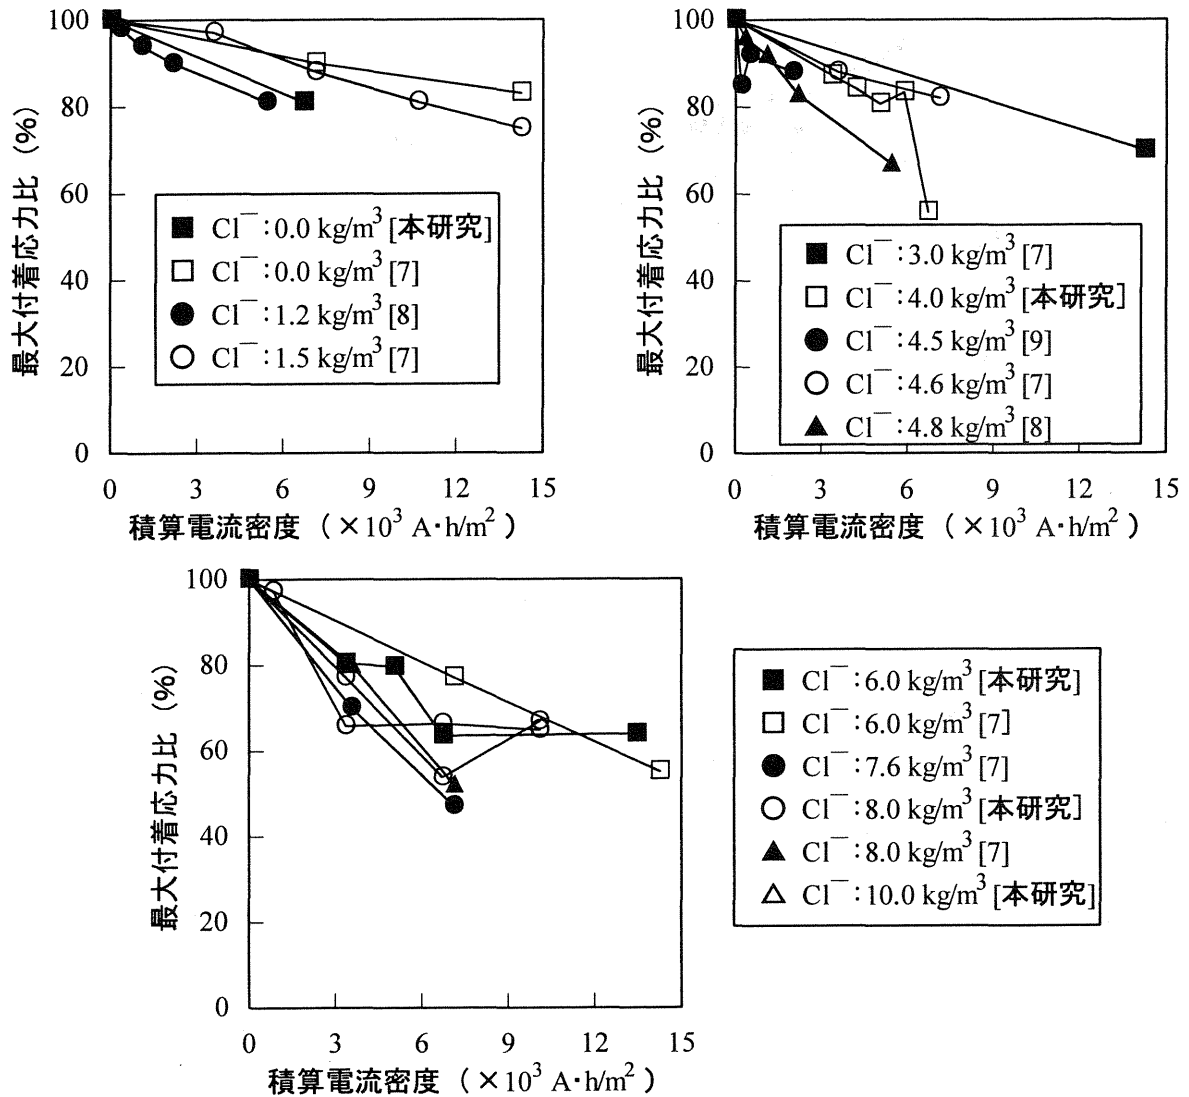 100
80
60
40
20
0
最大付着応力比 (%)
Cl⁻:0.0 kg/m³ [本研究]
Cl⁻:0.0 kg/m³ [7]
Cl⁻:1.2 kg/m³ [8]
Cl⁻:1.5 kg/m³ [7]
0 3 6 9 12 15
積算電流密度 (×10³ A·h/m²)
100
80
60
40
20
0
最大付着応力比 (%)
Cl⁻:3.0 kg/m³ [7]
Cl⁻:4.0 kg/m³ [本研究]
Cl⁻:4.5 kg/m³ [9]
Cl⁻:4.6 kg/m³ [7]
Cl⁻:4.8 kg/m³ [8]
0 3 6 9 12 15
積算電流密度 (×10³ A·h/m²)
100
80
60
40
20
0
最大付着応力比 (%)
0 3 6 9 12 15
積算電流密度 (×10³ A·h/m²)
Cl⁻:6.0 kg/m³ [本研究]
Cl⁻:6.0 kg/m³ [7]
Cl⁻:7.6 kg/m³ [7]
Cl⁻:8.0 kg/m³ [本研究]
Cl⁻:8.0 kg/m³ [7]
Cl⁻:10.0 kg/m³ [本研究]